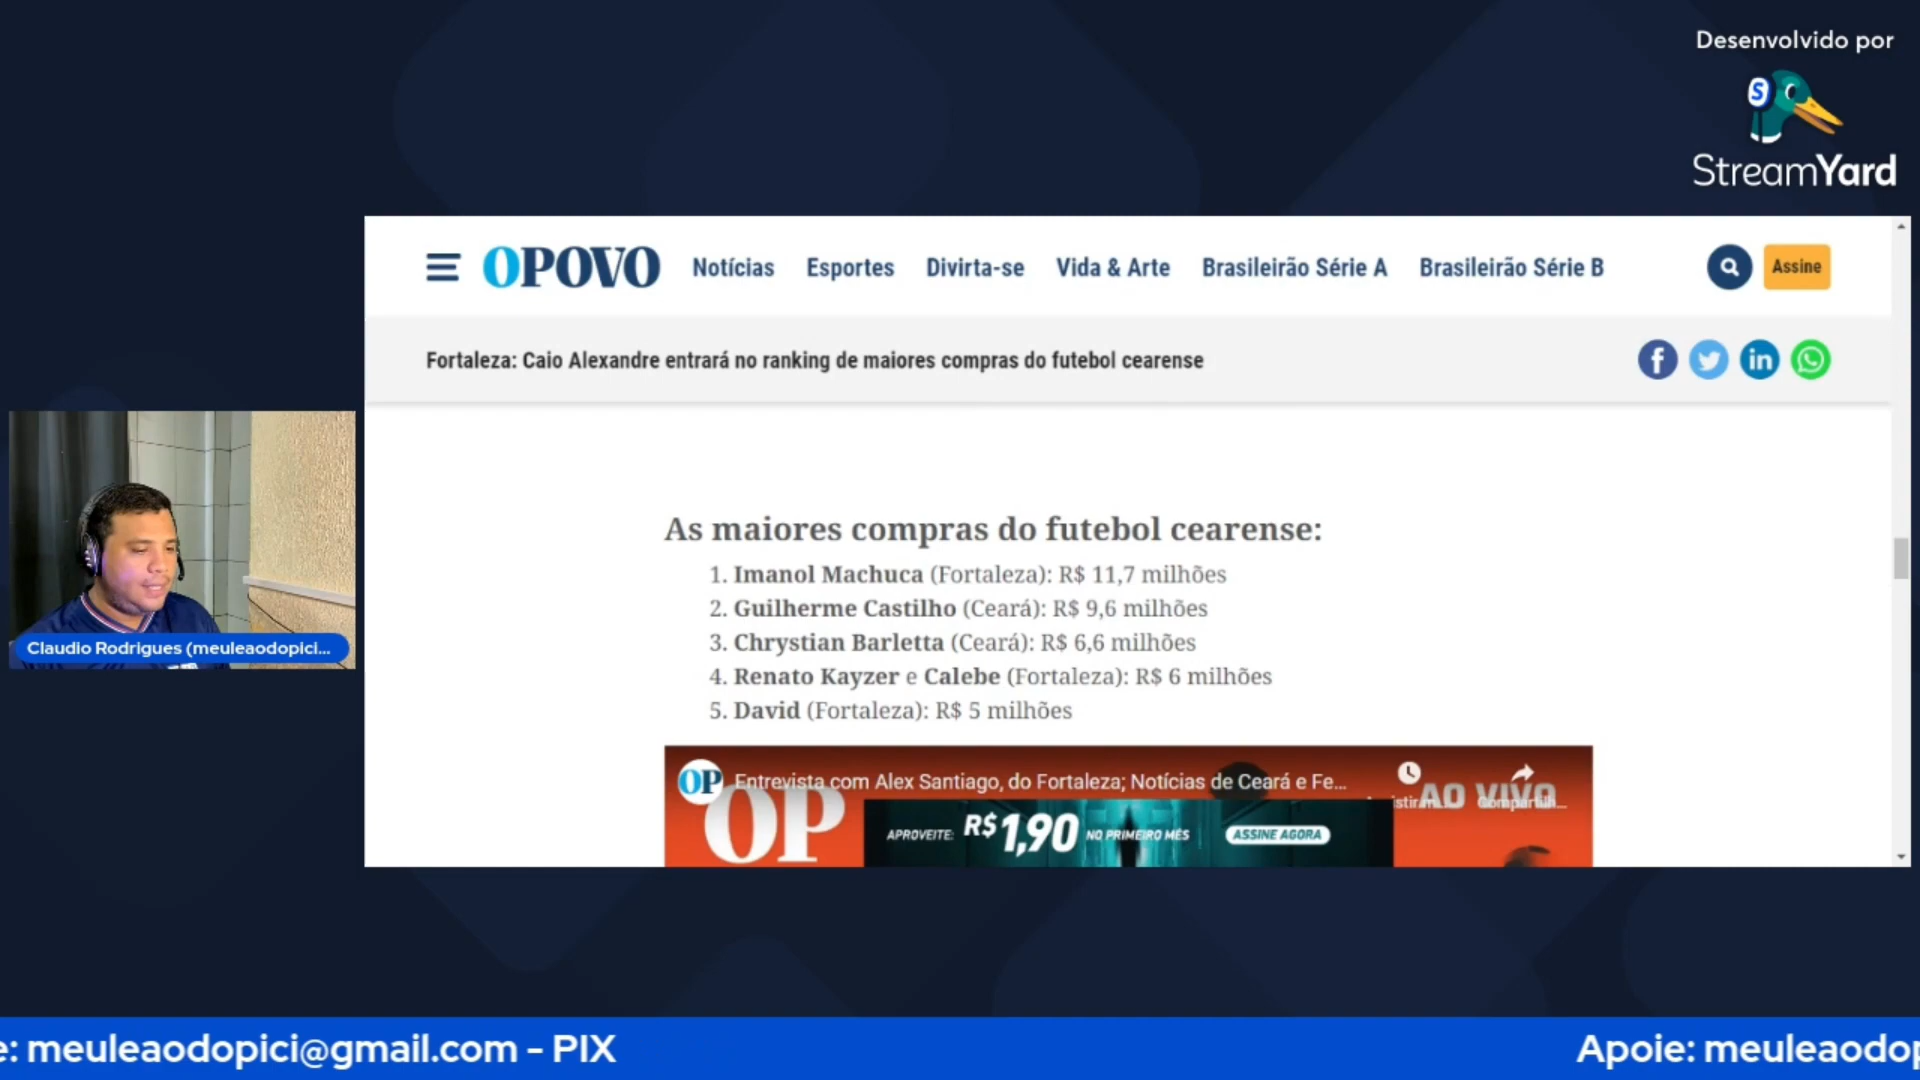 Desenvolvido por
S
StreamYard
OPOVO Notícias Esportes Divirta-se Vida & Arte Brasileirão Série A Brasileirão Série B Assine
Fortaleza: Caio Alexandre entrará no ranking de maiores compras do futebol cearense
As maiores compras do futebol cearense:
1. Imanol Machuca (Fortaleza): R$ 11,7 milhões
2. Guilherme Castilho (Ceará): R$ 9,6 milhões
3. Chrystian Barletta (Ceará): R$ 6,6 milhões
4. Renato Kayzer e Calebe (Fortaleza): R$ 6 milhões
5. David (Fortaleza): R$ 5 milhões
Claudio Rodrigues (meuleaodopici...
OP Entrevista com Alex Santiago, do Fortaleza; Notícias de Ceará e Fe...
OP
AO VIVO
Compartilh...
APROVEITE: R$ 1,90 NO PRIMEIRO MÊS ASSINE AGORA
e: meuleaodopici@gmail.com - PIX
Apoie: meuleaodop